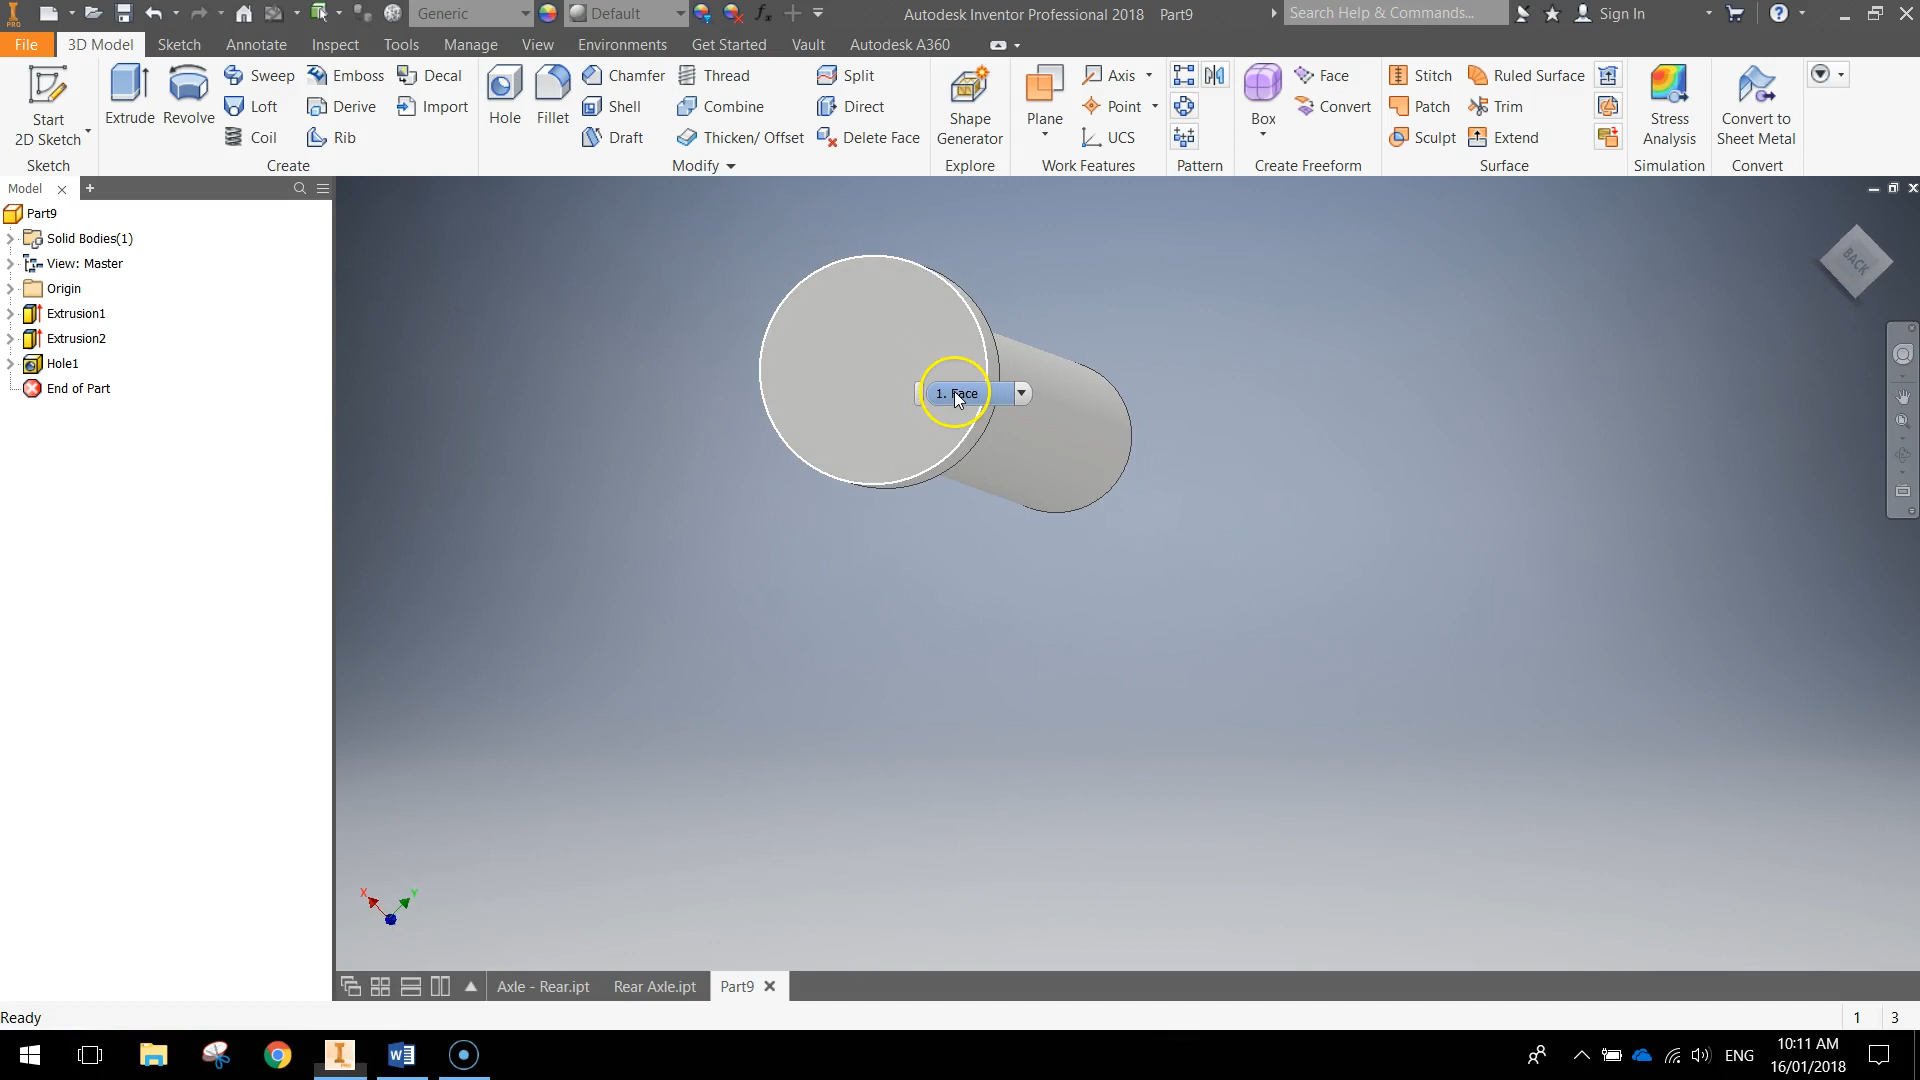 Generic
Default
Autodesk Inventor Professional 2018 Part9
Search Help & Commands...
Sign In
PRO
File
3D Model
Sketch
Annotate
Inspect
Tools
Manage
View
Environments
Get Started
Vault
Autodesk A360
Start
2D Sketch
Sketch
Extrude
Revolve
Sweep
Loft
Coil
Emboss
Derive
Rib
Decal
Import
Create
Hole
Fillet
Chamfer
Shell
Draft
Thread
Combine
Thicken/ Offset
Split
Direct
Delete Face
Modify
Shape
Generator
Explore
Plane
Axis
Point
UCS
Work Features
Pattern
Box
Face
Convert
Create Freeform
Stitch
Patch
Sculpt
Ruled Surface
Trim
Extend
Surface
Stress
Analysis
Simulation
Convert to
Sheet Metal
Convert
Model
Part9
Solid Bodies(1)
View: Master
Origin
Extrusion1
Extrusion2
Hole1
End of Part
BACK
1. Face
X
Y
Axle - Rear.ipt
Rear Axle.ipt
Part9
Ready
1
3
ENG
10:11 AM
16/01/2018